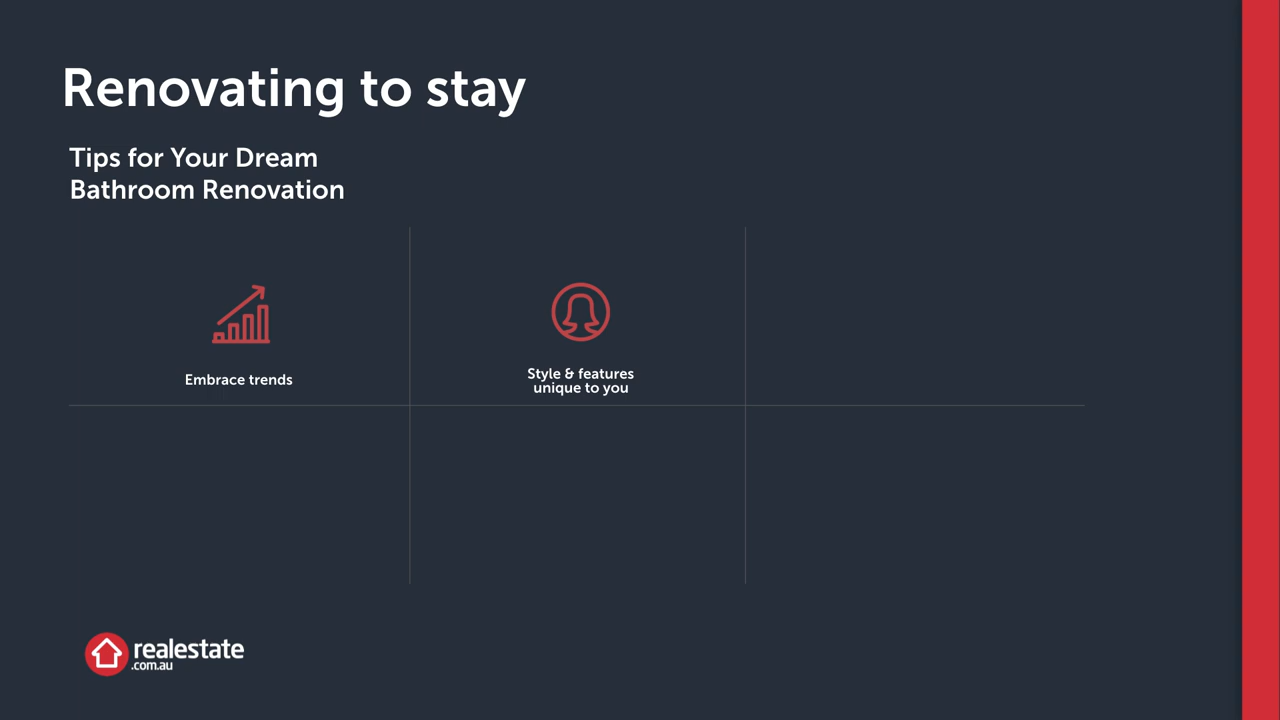 Renovating to stay
Tips for Your Dream
Bathroom Renovation
Embrace trends
Style & features
unique to you
realestate
.com.au